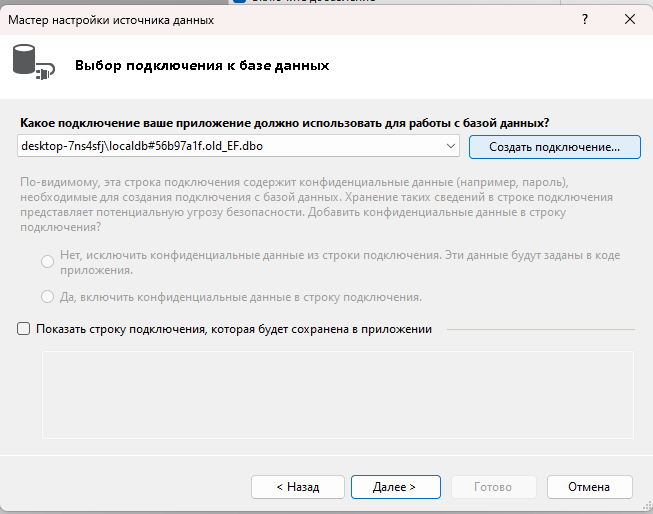 Мастер настройки источника данных
?
Выбор подключения к базе данных
Какое подключение ваше приложение должно использовать для работы с базой данных?
desktop-7ns4sfj\localdb#56b97a1f.old_EF.dbo
Создать подключение...
По-видимому, эта строка подключения содержит конфиденциальные данные (например, пароль),
необходимые для создания подключения с базой данных. Хранение таких сведений в строке подключения
представляет потенциальную угрозу безопасности. Добавить конфиденциальные данные в строку
подключения?
Нет, исключить конфиденциальные данные из строки подключения. Эти данные будут заданы в коде
приложения.
Да, включить конфиденциальные данные в строку подключения.
Показать строку подключения, которая будет сохранена в приложении
< Назад
Далее >
Готово
Отмена